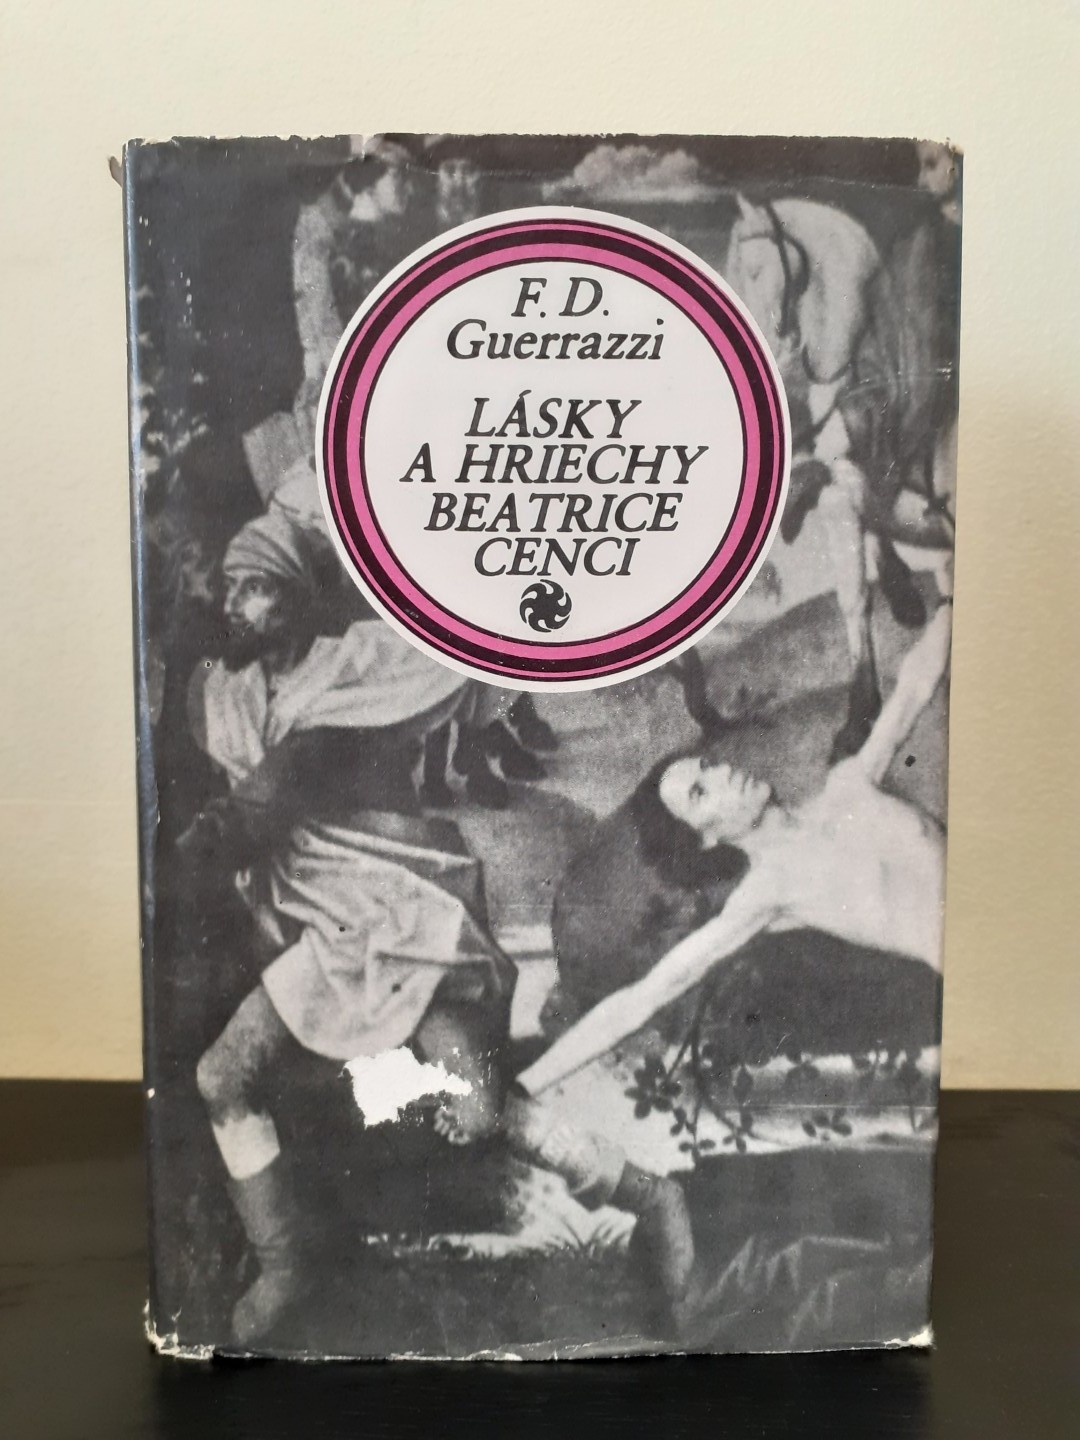 F. D.
Guerrazzi
LÁSKY
A HRIECHY
BEATRICE
CENCI